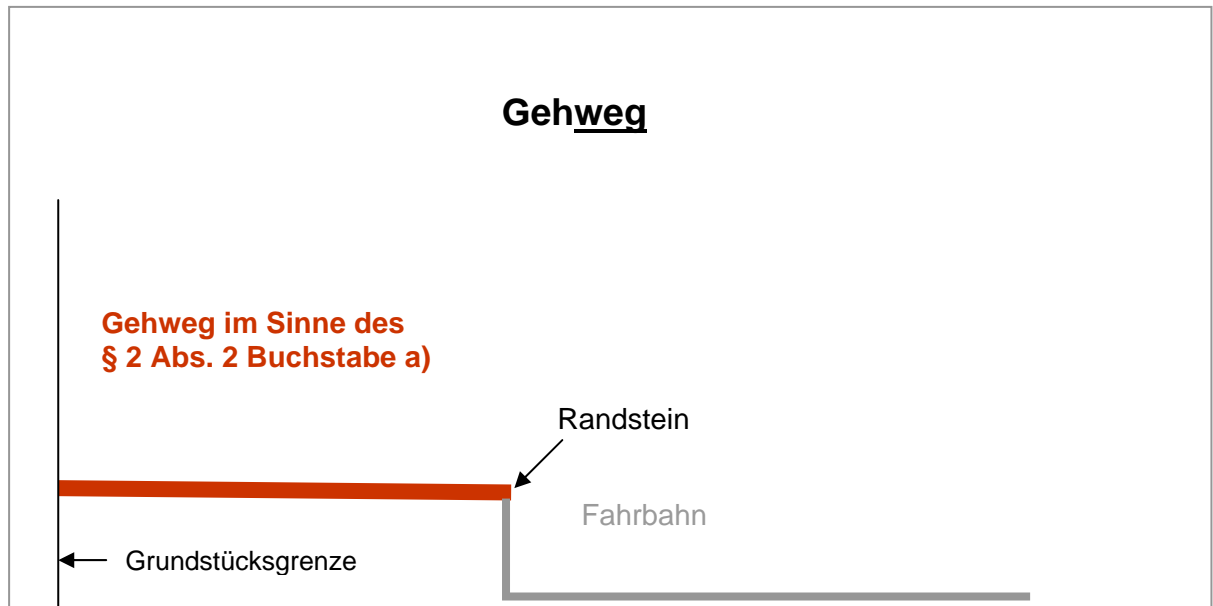 Gehweg
Gehweg im Sinne des
§ 2 Abs. 2 Buchstabe a)
Randstein
Fahrbahn
Grundstücksgrenze